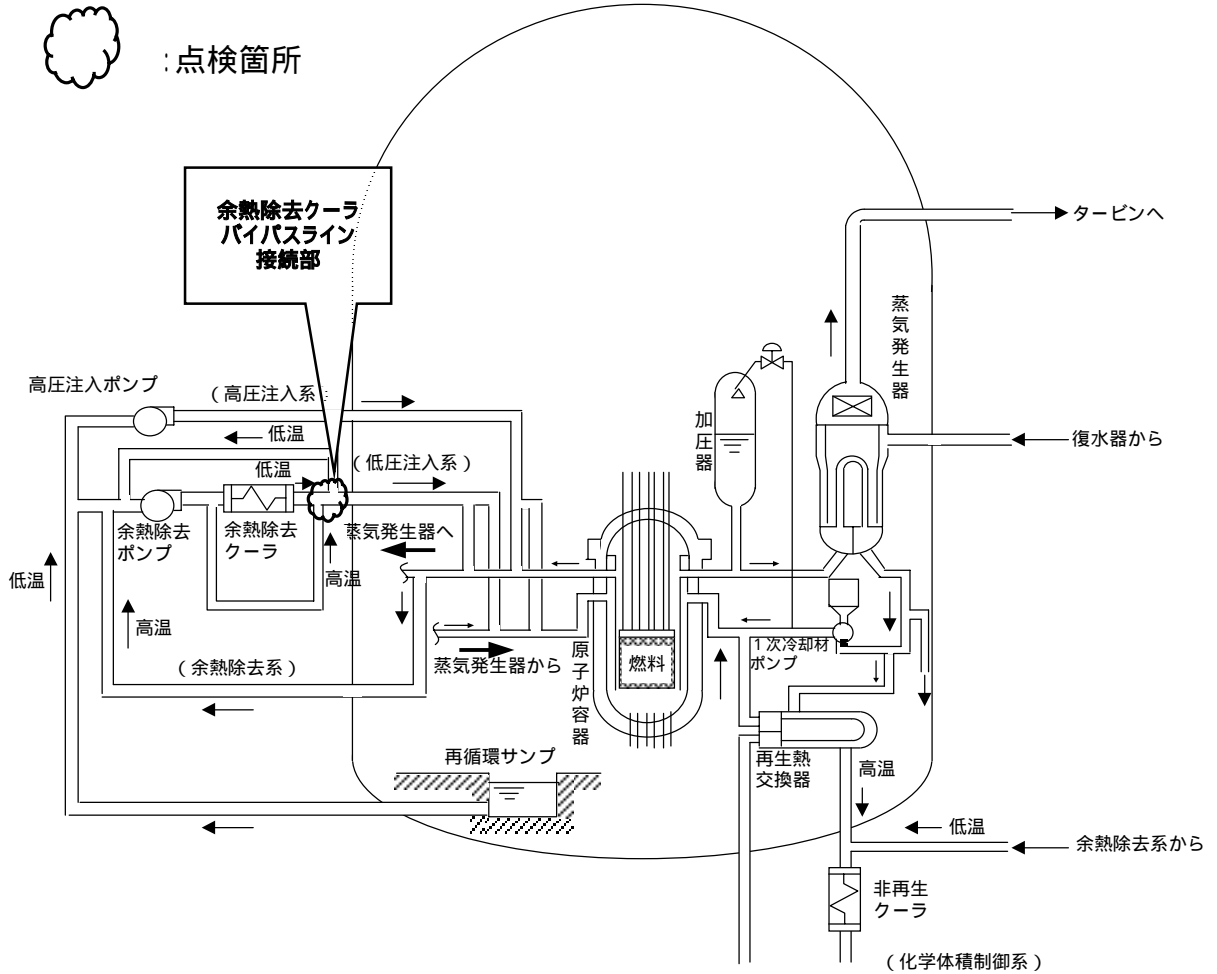 ：点検箇所
余熱除去クーラ
バイパスライン
接続部
タービンへ
蒸気発生器
高圧注入ポンプ
（高圧注入系）
加圧器
低温
復水器から
低温
（低圧注入系）
余熱除去
ポンプ
余熱除去
クーラ
蒸気発生器へ
低温
高温
高温
１次冷却材
ポンプ
（余熱除去系）
蒸気発生器から
原子炉容器
燃料
再循環サンプ
再生熱
交換器
高温
低温
余熱除去系から
非再生
クーラ
（化学体積制御系）